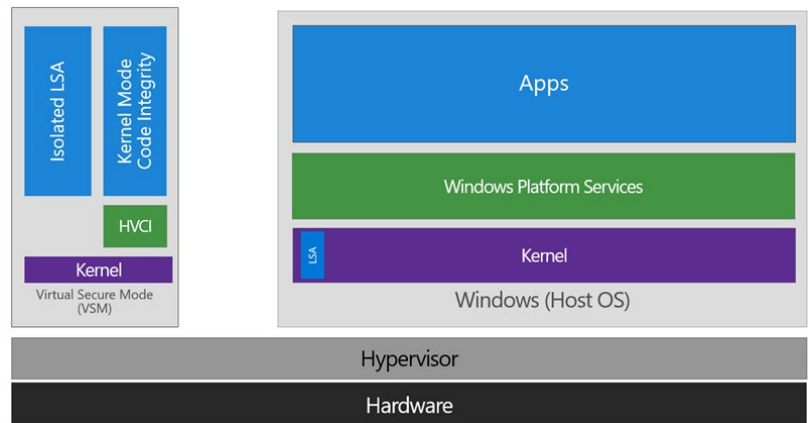 Isolated LSA
Kernel Mode
Code Integrity
HVCI
Kernel
Virtual Secure Mode
(VSM)
Apps
Windows Platform Services
LSA
Kernel
Windows (Host OS)
Hypervisor
Hardware